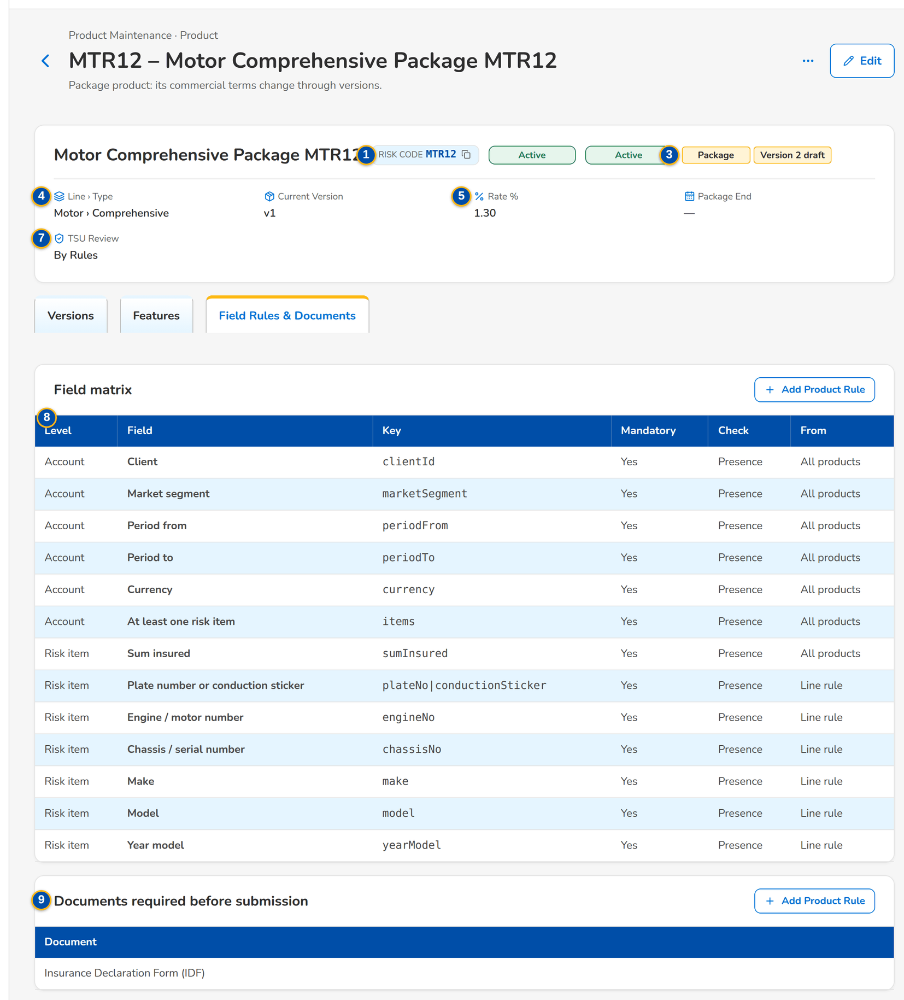 Product Maintenance · Product
MTR12 – Motor Comprehensive Package MTR12
··· Edit
Package product: its commercial terms change through versions.
Motor Comprehensive Package MTR12 1 RISK CODE MTR12 Active Active 3 Package Version 2 draft
4 Line › Type Current Version 5 Rate % Package End
Motor › Comprehensive v1 1.30 —
7 TSU Review
By Rules
Versions Features Field Rules & Documents
Field matrix + Add Product Rule
8
Level Field Key Mandatory Check From
Account Client clientId Yes Presence All products
Account Market segment marketSegment Yes Presence All products
Account Period from periodFrom Yes Presence All products
Account Period to periodTo Yes Presence All products
Account Currency currency Yes Presence All products
Account At least one risk item items Yes Presence All products
Risk item Sum insured sumInsured Yes Presence All products
Risk item Plate number or conduction sticker plateNo|conductionSticker Yes Presence Line rule
Risk item Engine / motor number engineNo Yes Presence Line rule
Risk item Chassis / serial number chassisNo Yes Presence Line rule
Risk item Make make Yes Presence Line rule
Risk item Model model Yes Presence Line rule
Risk item Year model yearModel Yes Presence Line rule
9 Documents required before submission + Add Product Rule
Document
Insurance Declaration Form (IDF)